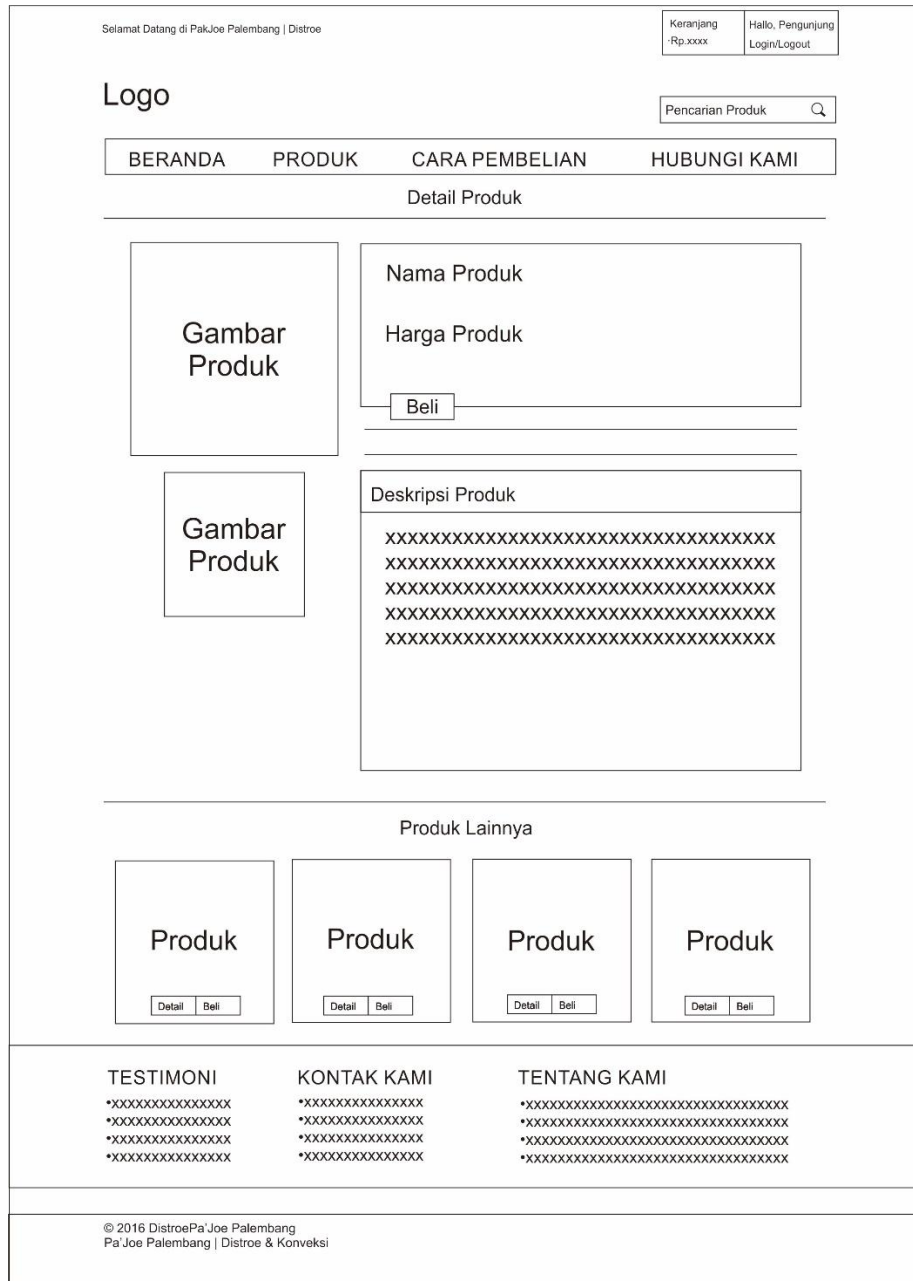 Selamat Datang di PakJoe Palembang | Distroe
Keranjang
·Rp.xxxx
Hallo, Pengunjung
Login/Logout
Logo
Pencarian Produk
BERANDA PRODUK CARA PEMBELIAN HUBUNGI KAMI
Detail Produk
Gambar
Produk
Nama Produk
Harga Produk
Beli
Gambar
Produk
Deskripsi Produk
xxxxxxxxxxxxxxxxxxxxxxxxxxxxxxxxxxx
xxxxxxxxxxxxxxxxxxxxxxxxxxxxxxxxxxx
xxxxxxxxxxxxxxxxxxxxxxxxxxxxxxxxxxx
xxxxxxxxxxxxxxxxxxxxxxxxxxxxxxxxxxx
xxxxxxxxxxxxxxxxxxxxxxxxxxxxxxxxxxx
Produk Lainnya
Produk
Detail Beli
Produk
Detail Beli
Produk
Detail Beli
Produk
Detail Beli
TESTIMONI
•xxxxxxxxxxxxxxx
•xxxxxxxxxxxxxxx
•xxxxxxxxxxxxxxx
•xxxxxxxxxxxxxxx
KONTAK KAMI
•xxxxxxxxxxxxxxx
•xxxxxxxxxxxxxxx
•xxxxxxxxxxxxxxx
•xxxxxxxxxxxxxxx
TENTANG KAMI
•xxxxxxxxxxxxxxxxxxxxxxxxxxxxxxxxx
•xxxxxxxxxxxxxxxxxxxxxxxxxxxxxxxxx
•xxxxxxxxxxxxxxxxxxxxxxxxxxxxxxxxx
•xxxxxxxxxxxxxxxxxxxxxxxxxxxxxxxxx
© 2016 DistroePa'Joe Palembang
Pa'Joe Palembang | Distroe & Konveksi